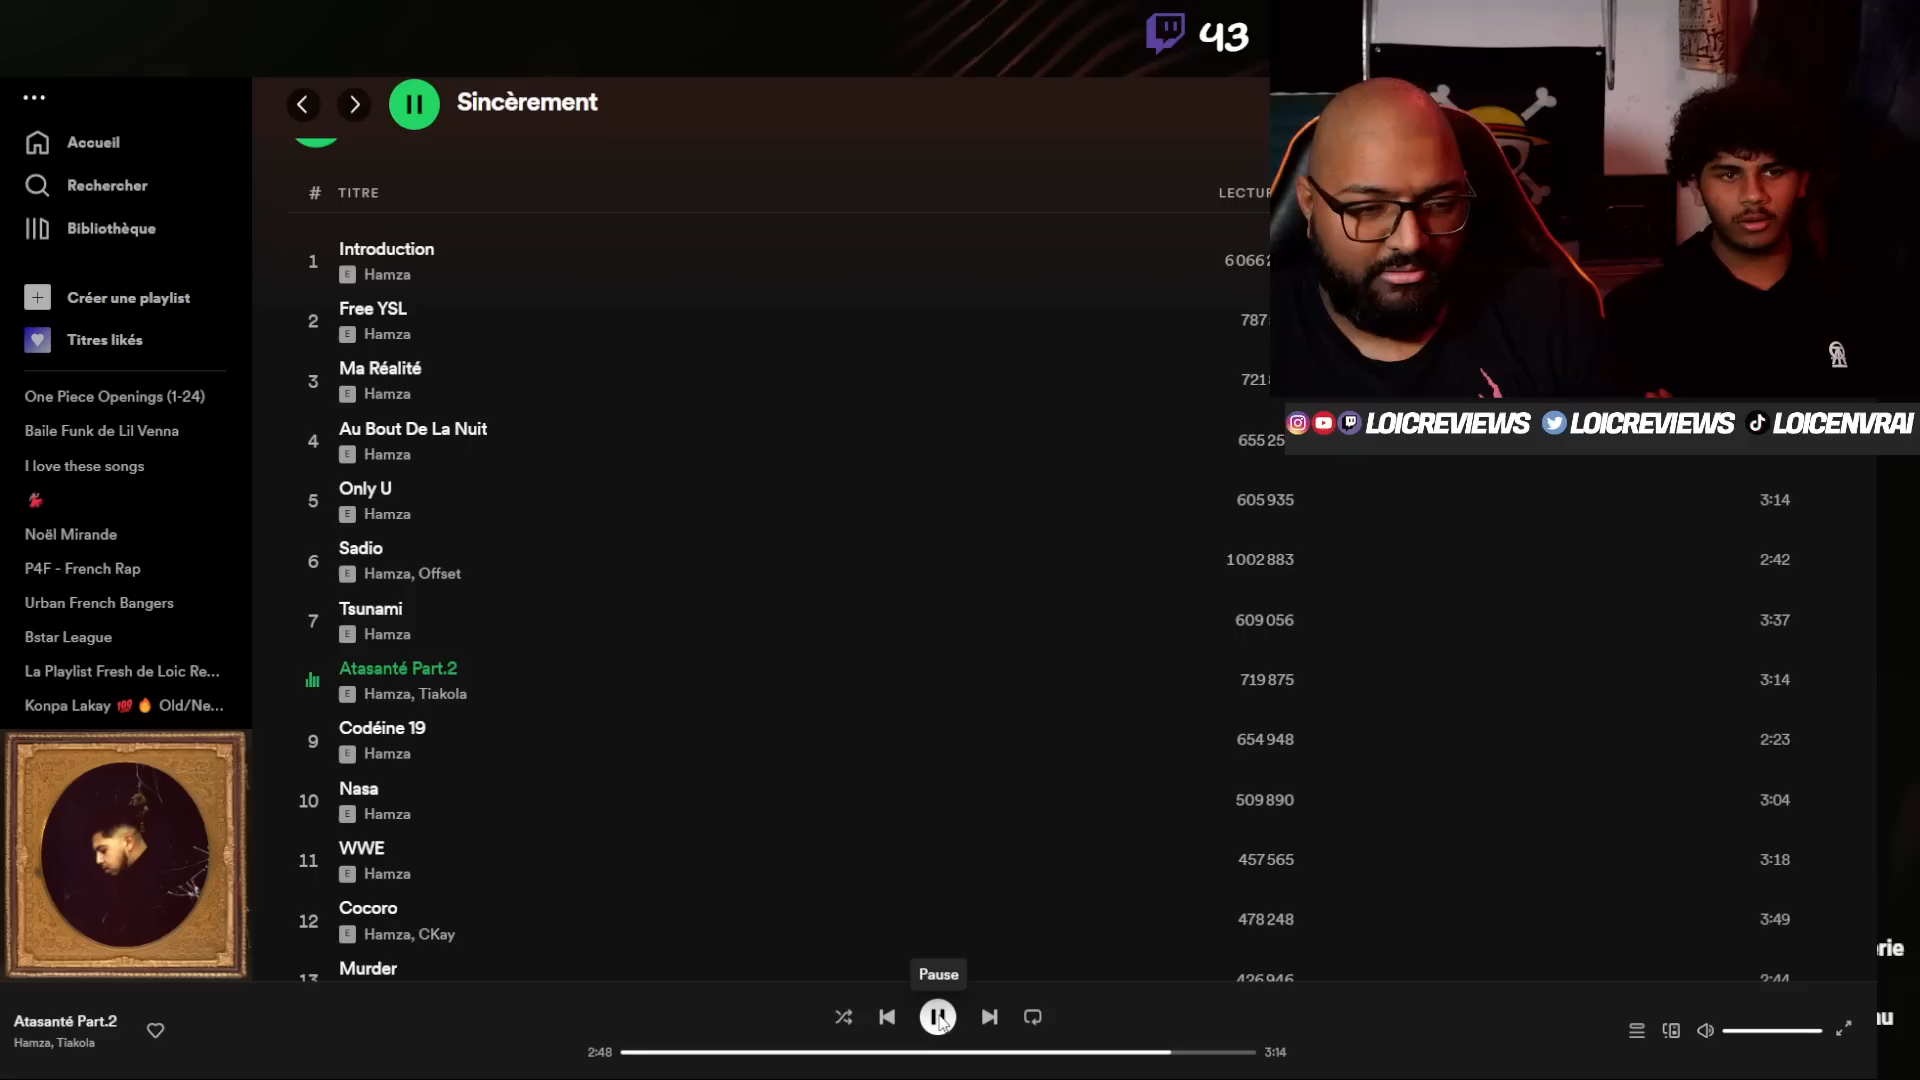 43
Sincèrement
Accueil
Rechercher
Bibliothèque
Créer une playlist
Titres likés
One Piece Openings (1-24)
Baile Funk de Lil Venna
I love these songs
Noël Mirande
P4F - French Rap
Urban French Bangers
Bstar League
La Playlist Fresh de Loic Re...
Konpa Lakay 💯 🔥 Old/Ne...
# TITRE
1 Introduction
E Hamza
2 Free YSL 787
E Hamza
3 Ma Réalité
E Hamza
4 Au Bout De La Nuit 655 25
E Hamza
5 Only U 605 935 3:14
E Hamza
6 Sadio 1 002 883 2:42
E Hamza, Offset
7 Tsunami 609 056 3:37
E Hamza
Atasanté Part.2 719 875 3:14
E Hamza, Tiakola
9 Codéine 19 654 948 2:23
E Hamza
10 Nasa 509 890 3:04
E Hamza
11 WWE 457 565 3:18
E Hamza
12 Cocoro 478 248 3:49
E Hamza, CKay
13 Murder 426 946 2:44
LOICREVIEWS LOICREVIEWS LOICENVRAI
Pause
Atasanté Part.2
Hamza, Tiakola
2:48 3:14